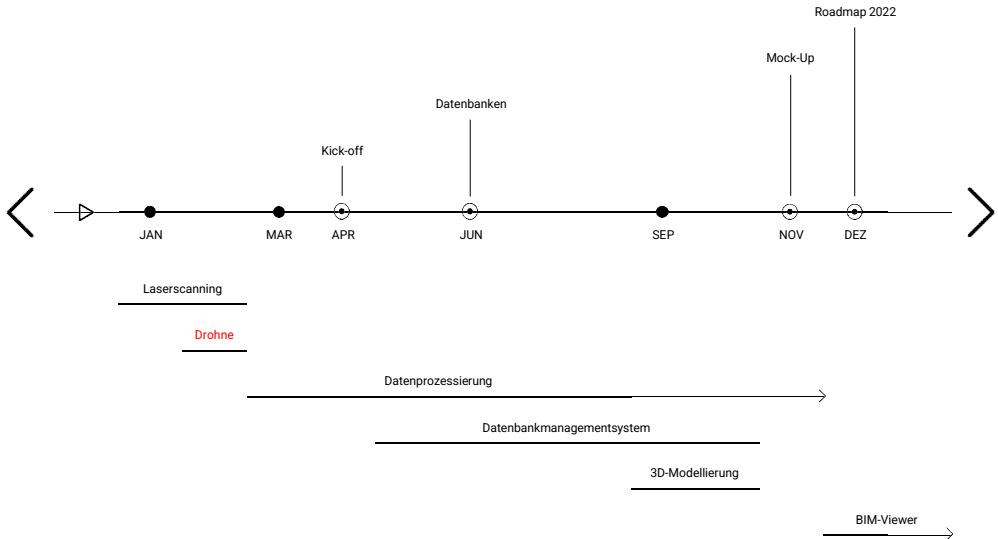 Roadmap 2022
Mock-Up
Datenbanken
Kick-off
JAN MAR APR JUN SEP NOV DEZ
Laserscanning
Drohne
Datenprozessierung
Datenbankmanagementsystem
3D-Modellierung
BIM-Viewer